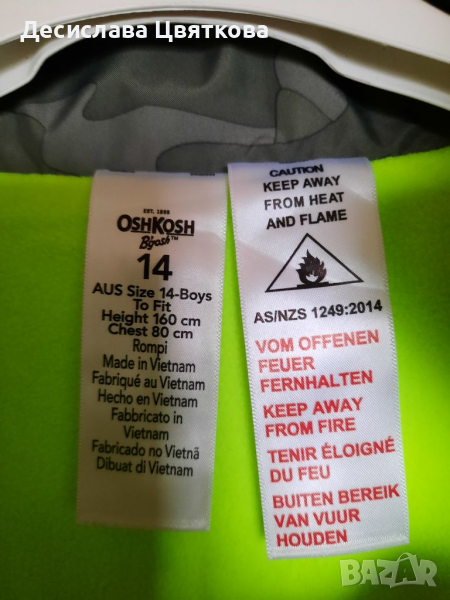 Десислава Цвяткова
EST. 1895
OSHKOSH
B'gosh™
14
AUS Size 14-Boys
To Fit
Height 160 cm
Chest 80 cm
Rompi
Made in Vietnam
Fabriqué au Vietnam
Hecho en Vietnam
Fabbricato in
Vietnam
Fabricado no Vietnã
Dibuat di Vietnam
CAUTION
KEEP AWAY
FROM HEAT
AND FLAME
AS/NZS 1249:2014
VOM OFFENEN
FEUER
FERNHALTEN
KEEP AWAY
FROM FIRE
TENIR ÉLOIGNÉ
DU FEU
BUITEN BEREIK
VAN VUUR
HOUDEN
BAZAR